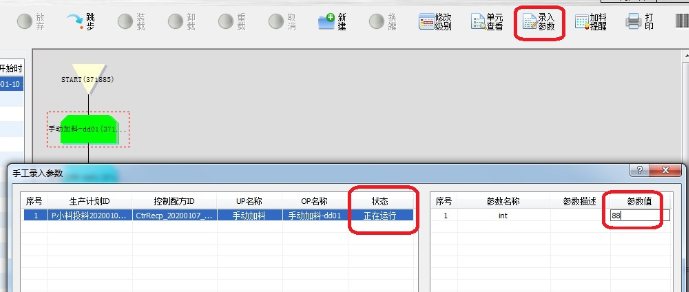 放弃 跳步 装载 卸载 重载 取消 新建 换罐 修改级别 单元查看 录入参数 加料提醒 打印
开始时
01-10
START(371885)
手动加料-dd01(371...
手工录入参数
序号 生产计划ID 控制配方ID UP名称 OP名称 状态 序号 参数名称 参数描述 参数值
1 P小料投料2020010... CtrRecp_20200107_... 手动加料 手动加料-dd01 正在运行 1 int 88